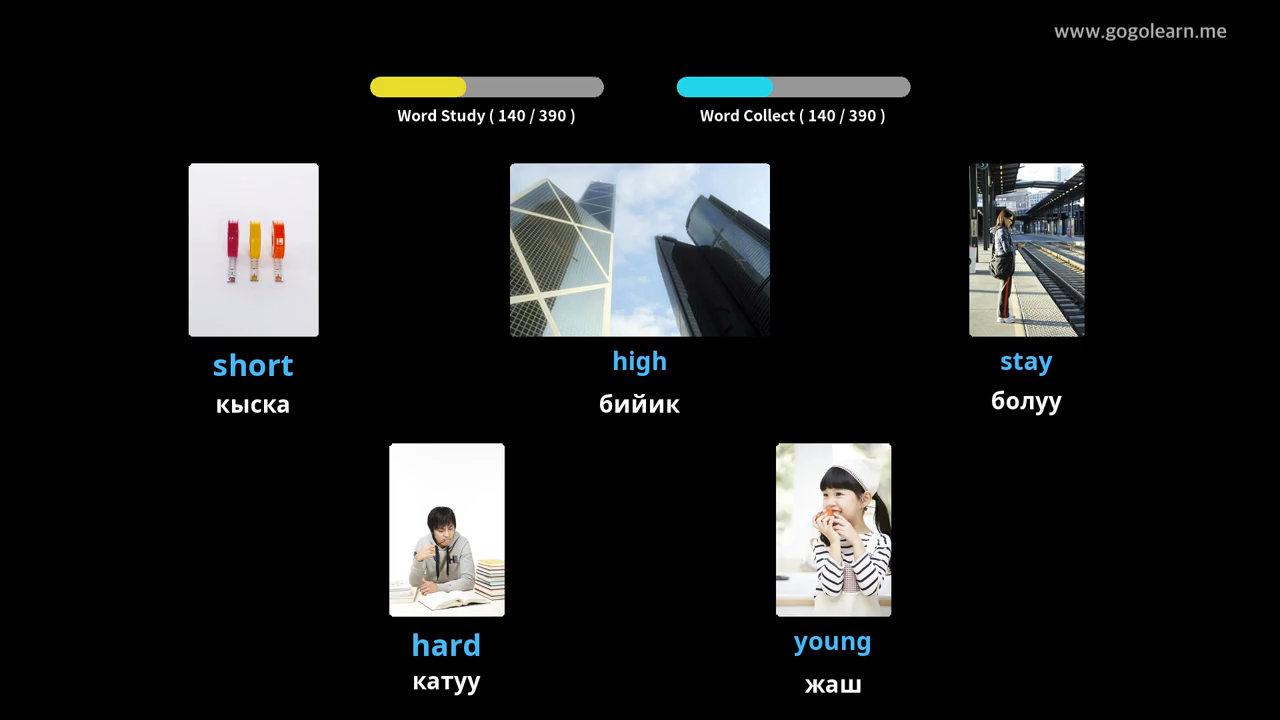 www.gogolearn.me
Word Study ( 140 / 390 )
Word Collect ( 140 / 390 )
short
кыска
high
бийик
stay
болуу
hard
катуу
young
жаш